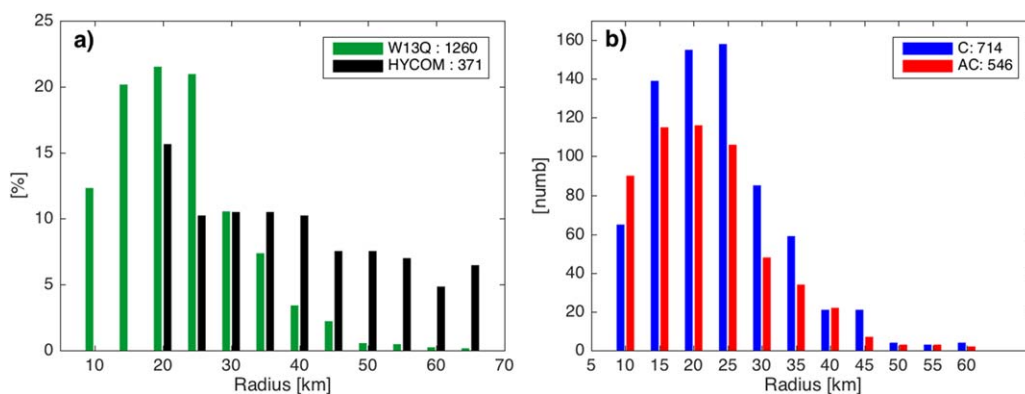 a)
W13Q : 1260
HYCOM : 371
[%]
25
20
15
10
5
0
10 20 30 40 50 60 70
Radius [km]
b)
C: 714
AC: 546
[numb]
160
140
120
100
80
60
40
20
0
5 10 15 20 25 30 35 40 45 50 55 60
Radius [km]